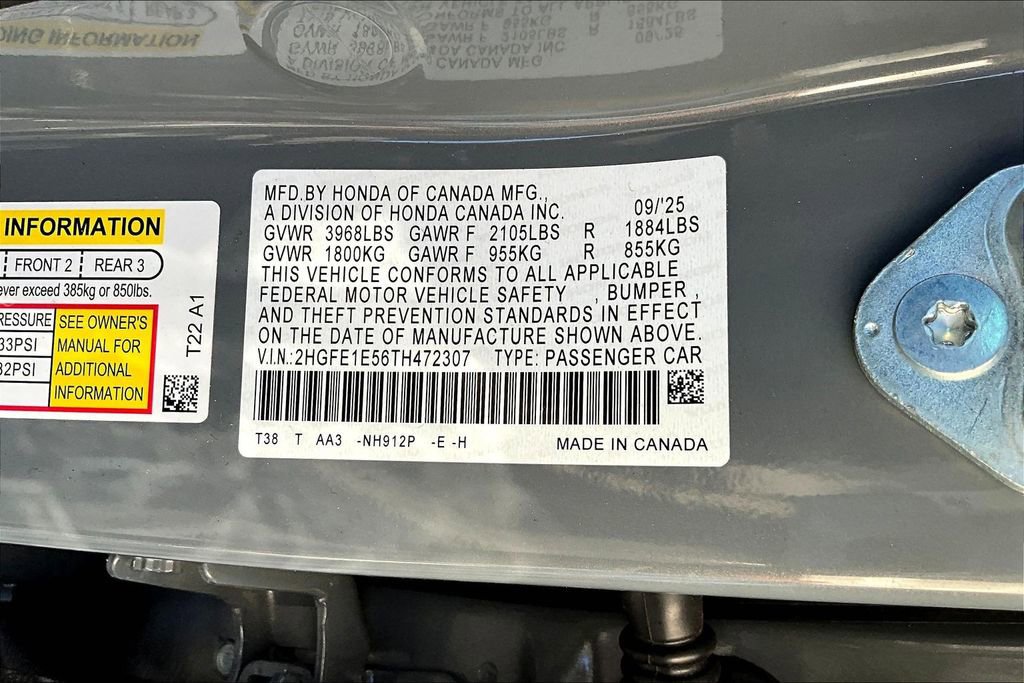 INFORMATION
FRONT 2 REAR 3
ever exceed 385kg or 850lbs.
RESSURE SEE OWNER'S
33PSI MANUAL FOR
32PSI ADDITIONAL
INFORMATION
T22 A1
MFD.BY HONDA OF CANADA MFG.,
A DIVISION OF HONDA CANADA INC. 09/'25
GVWR 3968LBS GAWR F 2105LBS R 1884LBS
GVWR 1800KG GAWR F 955KG R 855KG
THIS VEHICLE CONFORMS TO ALL APPLICABLE
FEDERAL MOTOR VEHICLE SAFETY , BUMPER ,
AND THEFT PREVENTION STANDARDS IN EFFECT
ON THE DATE OF MANUFACTURE SHOWN ABOVE.
V.I.N.: 2HGFE1E56TH472307 TYPE: PASSENGER CAR
T38 T AA3 -NH912P -E -H MADE IN CANADA